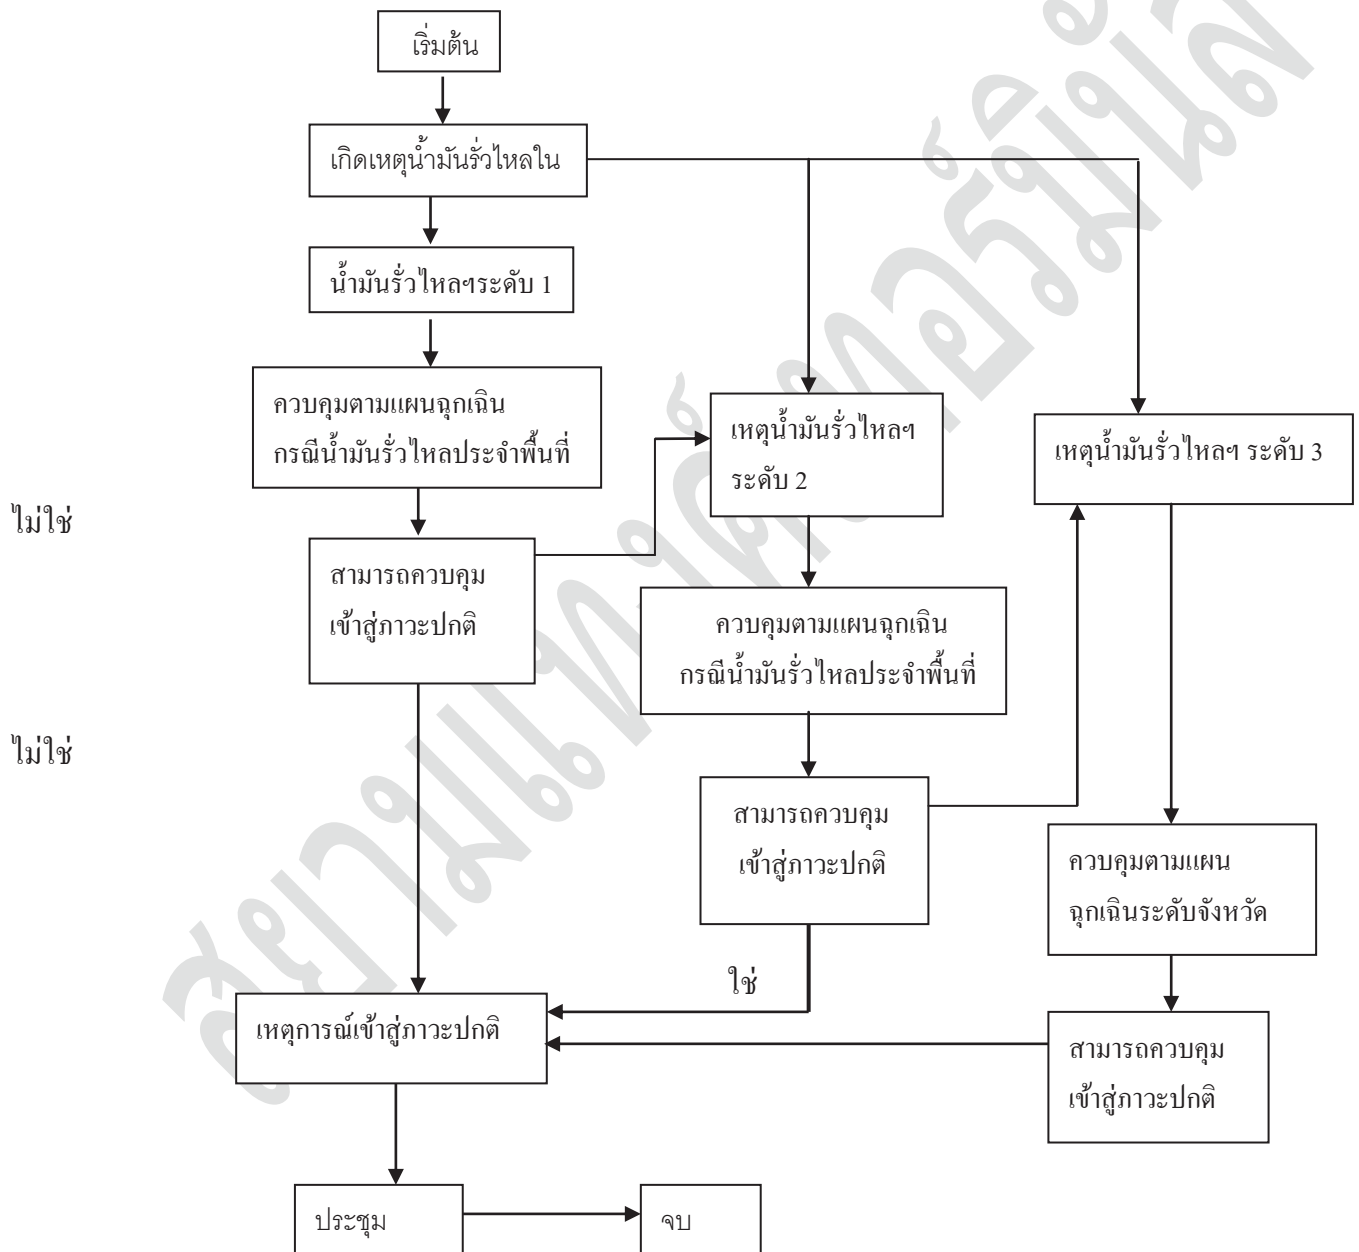 เริ่มต้น
เกิดเหตุน้ำมันรั่วไหลใน
น้ำมันรั่วไหลฯระดับ 1
ควบคุมตามแผนฉุกเฉิน
กรณีน้ำมันรั่วไหลประจำพื้นที่
เหตุน้ำมันรั่วไหลฯ
ระดับ 2
เหตุน้ำมันรั่วไหลฯ ระดับ 3
ไม่ใช่
สามารถควบคุม
เข้าสู่ภาวะปกติ
ควบคุมตามแผนฉุกเฉิน
กรณีน้ำมันรั่วไหลประจำพื้นที่
ไม่ใช่
สามารถควบคุม
เข้าสู่ภาวะปกติ
ควบคุมตามแผน
ฉุกเฉินระดับจังหวัด
ใช่
เหตุการณ์เข้าสู่ภาวะปกติ
สามารถควบคุม
เข้าสู่ภาวะปกติ
ประชุม
จบ